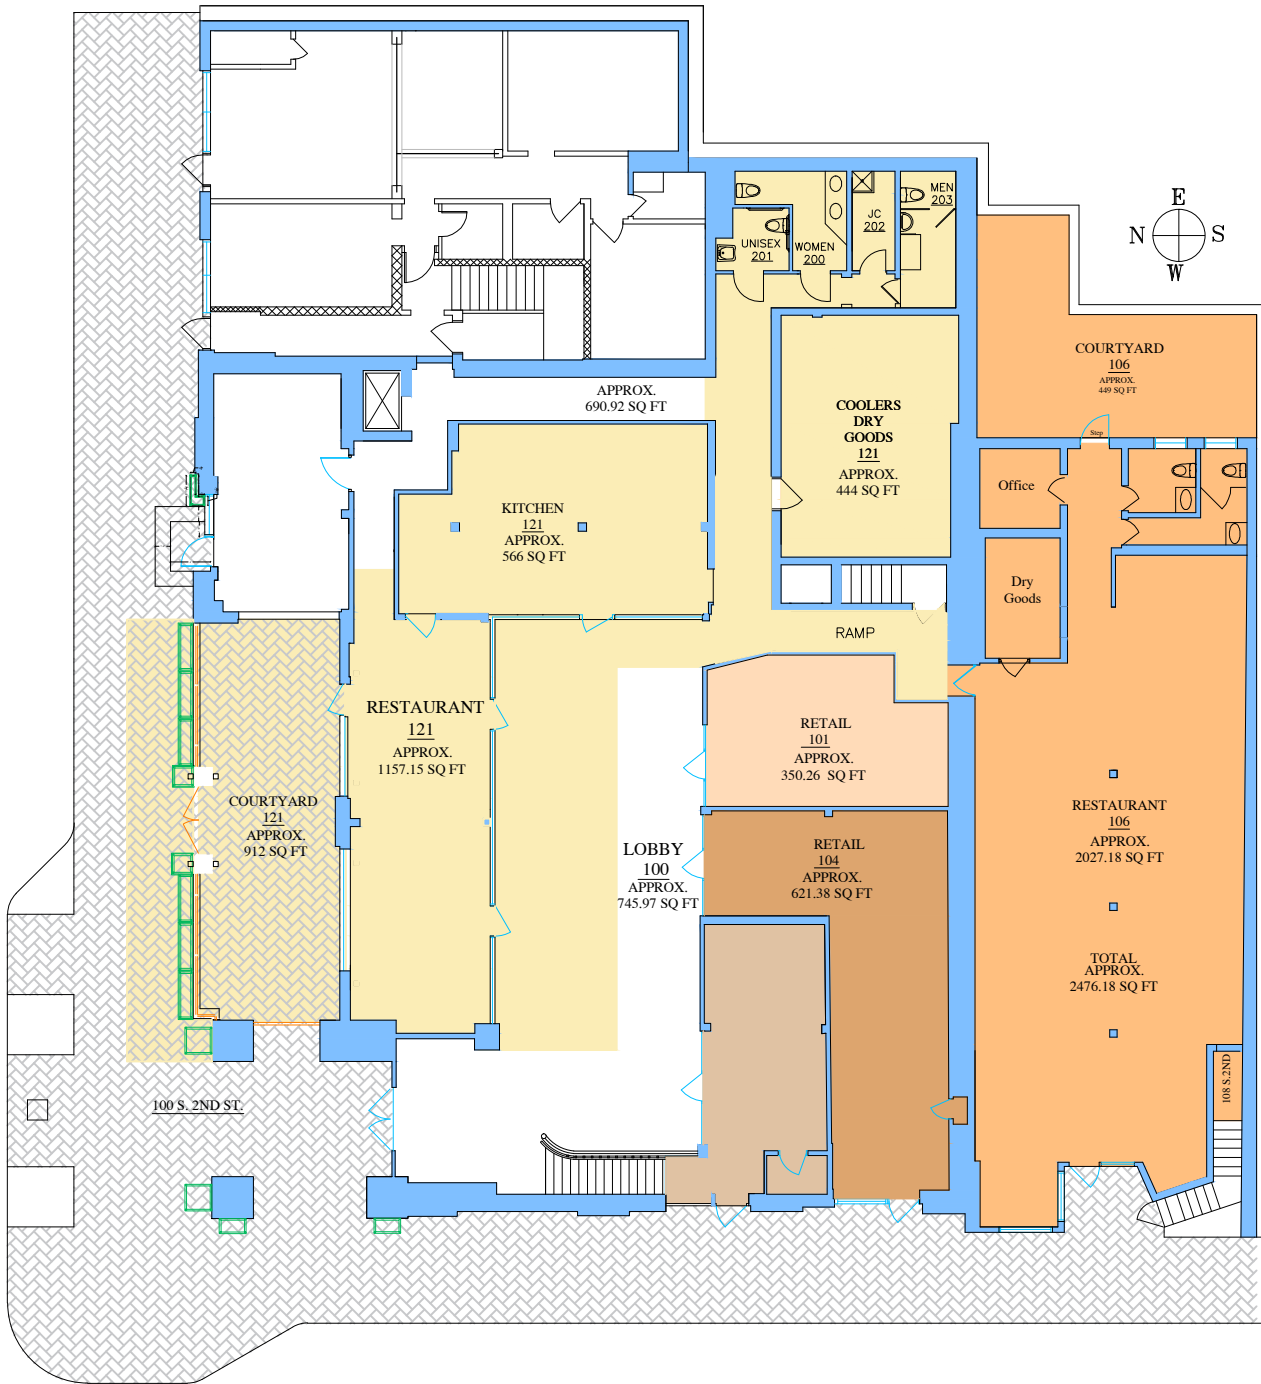 MEN
203
JC
202
UNISEX
201
WOMEN
200
E
N
S
W
COURTYARD
106
APPROX.
449 SQ FT
APPROX.
690.92 SQ FT
COOLERS
DRY
GOODS
121
APPROX.
444 SQ FT
Step
Office
KITCHEN
121
APPROX.
566 SQ FT
Dry
Goods
RAMP
RESTAURANT
121
APPROX.
1157.15 SQ FT
RETAIL
101
APPROX.
350.26 SQ FT
COURTYARD
121
APPROX.
912 SQ FT
RESTAURANT
106
APPROX.
2027.18 SQ FT
LOBBY
100
APPROX.
745.97 SQ FT
RETAIL
104
APPROX.
621.38 SQ FT
TOTAL
APPROX.
2476.18 SQ FT
108 S.2ND
100 S. 2ND ST.